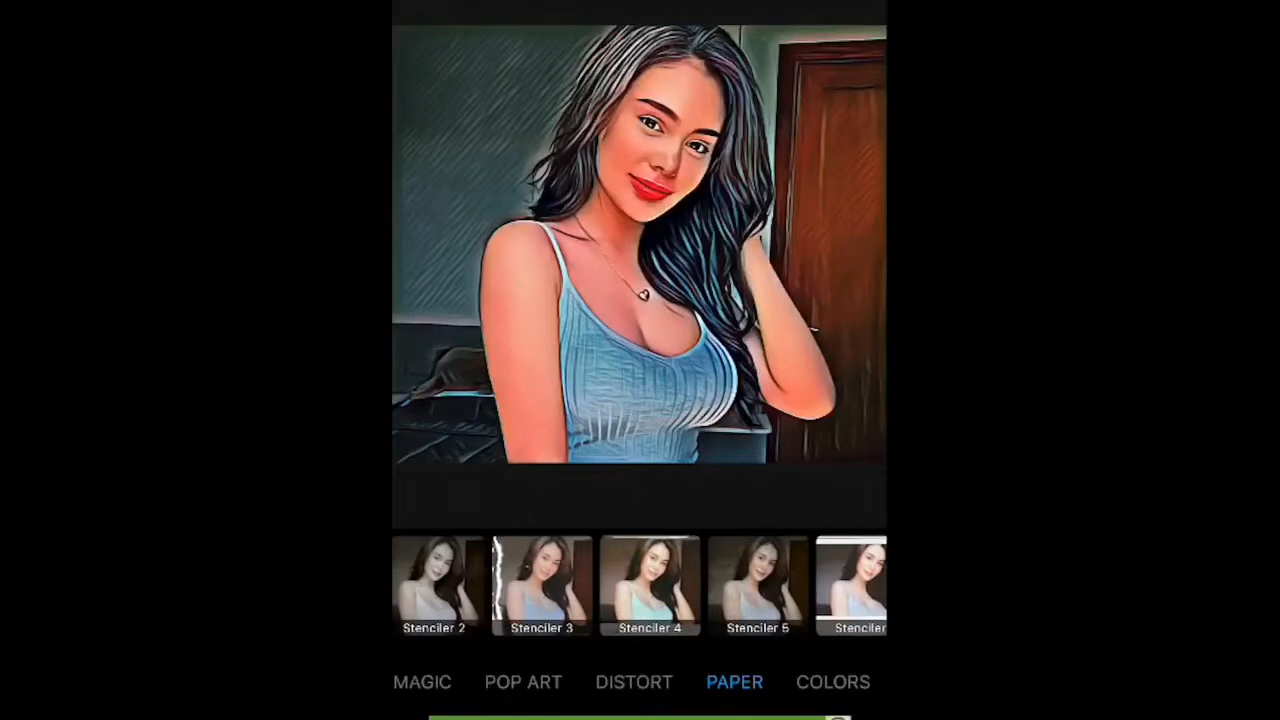 Stenciler 2 Stenciler 3 Stenciler 4 Stenciler 5 Stenciler
MAGIC POP ART DISTORT PAPER COLORS